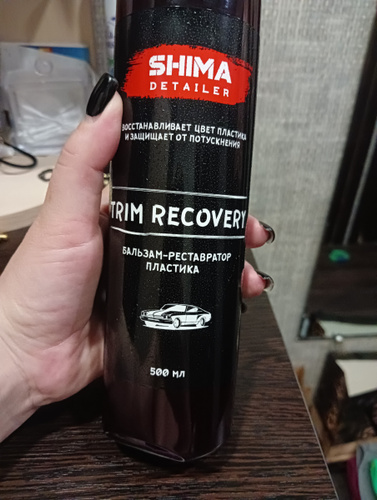 SHIMA
DETAILER
ВОССТАНАВЛИВАЕТ ЦВЕТ ПЛАСТИКА
И ЗАЩИЩАЕТ ОТ ПОТУСКНЕНИЯ
TRIM RECOVERY
БАЛЬЗАМ-РЕСТАВРАТОР
ПЛАСТИКА
500 МЛ